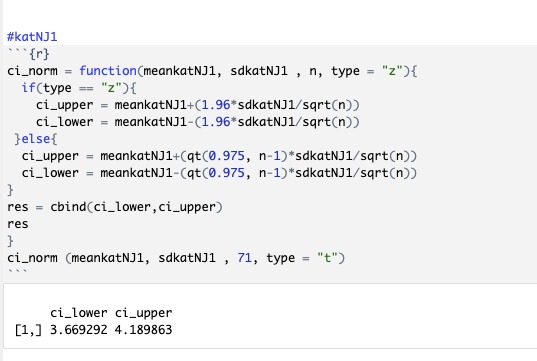 #katNJ1
```{r}
ci_norm = function(meankatNJ1, sdkatNJ1 , n, type = "z"){
  if(type == "z"){
    ci_upper = meankatNJ1+(1.96*sdkatNJ1/sqrt(n))
    ci_lower = meankatNJ1-(1.96*sdkatNJ1/sqrt(n))
 }else{
  ci_upper = meankatNJ1+(qt(0.975, n-1)*sdkatNJ1/sqrt(n))
  ci_lower = meankatNJ1-(qt(0.975, n-1)*sdkatNJ1/sqrt(n))
}
res = cbind(ci_lower,ci_upper)
res
}
ci_norm (meankatNJ1, sdkatNJ1 , 71, type = "t")
```
     ci_lower ci_upper
[1,] 3.669292 4.189863